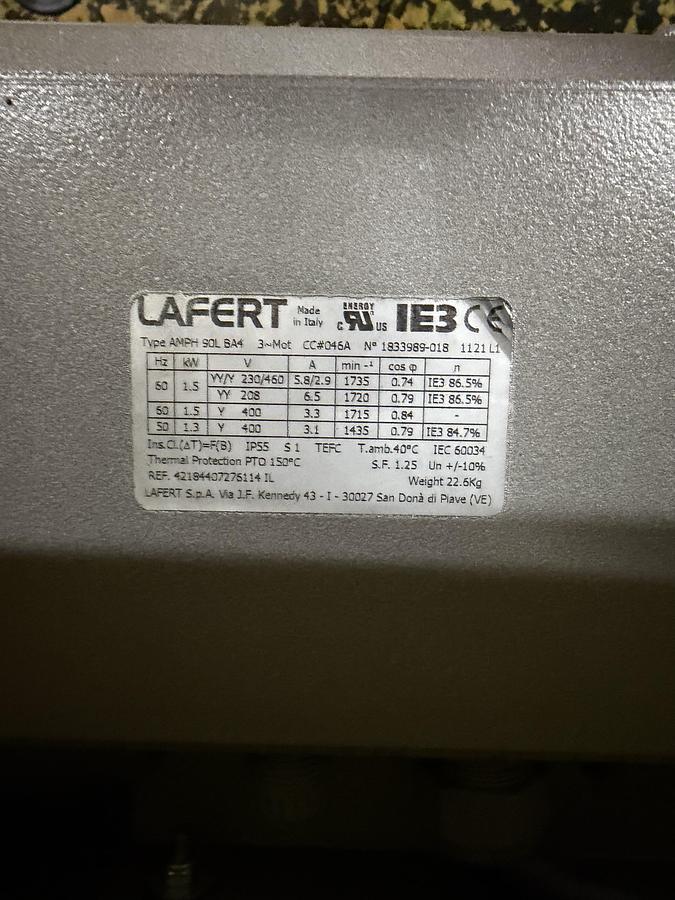 LAFERT Made in Italy ENERGY c UR US IE3 CE
Type AMPH 90L BA4 3~Mot CC#046A N° 1833989-018 1121 L1
Hz kW V A min -¹ cos φ η
60 1.5 YY/Y 230/460 5.8/2.9 1735 0.74 IE3 86.5%
YY 208 6.5 1720 0.79 IE3 86.5%
60 1.5 Y 400 3.3 1715 0.84 -
50 1.3 Y 400 3.1 1435 0.79 IE3 84.7%
Ins.Cl.(ΔT)=F(B) IP55 S1 TEFC T.amb.40°C IEC 60034
Thermal Protection PTO 150°C S.F. 1.25 Un +/-10%
REF. 42184407276114 IL Weight 22.6Kg
LAFERT S.p.A. Via J.F. Kennedy 43 - I - 30027 San Donà di Piave (VE)